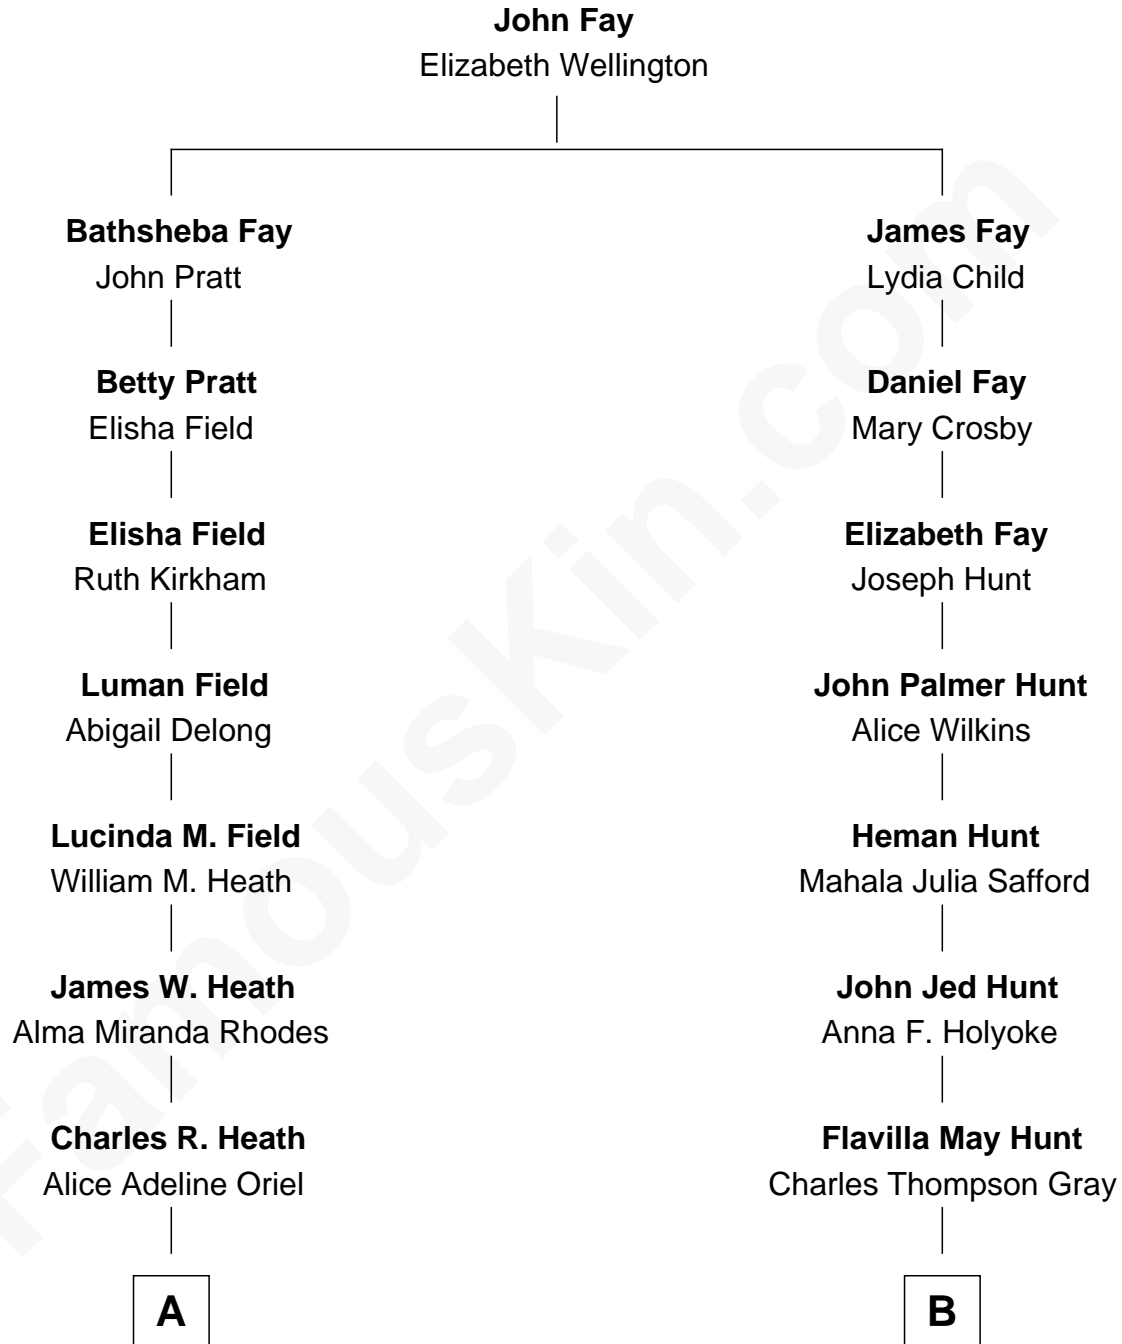 John Fay
Elizabeth Wellington
Bathsheba Fay
John Pratt
James Fay
Lydia Child
Betty Pratt
Elisha Field
Daniel Fay
Mary Crosby
Elisha Field
Ruth Kirkham
Elizabeth Fay
Joseph Hunt
Luman Field
Abigail Delong
John Palmer Hunt
Alice Wilkins
Lucinda M. Field
William M. Heath
Heman Hunt
Mahala Julia Safford
James W. Heath
Alma Miranda Rhodes
John Jed Hunt
Anna F. Holyoke
Charles R. Heath
Alice Adeline Oriel
Flavilla May Hunt
Charles Thompson Gray
A
B
FamousKin.com